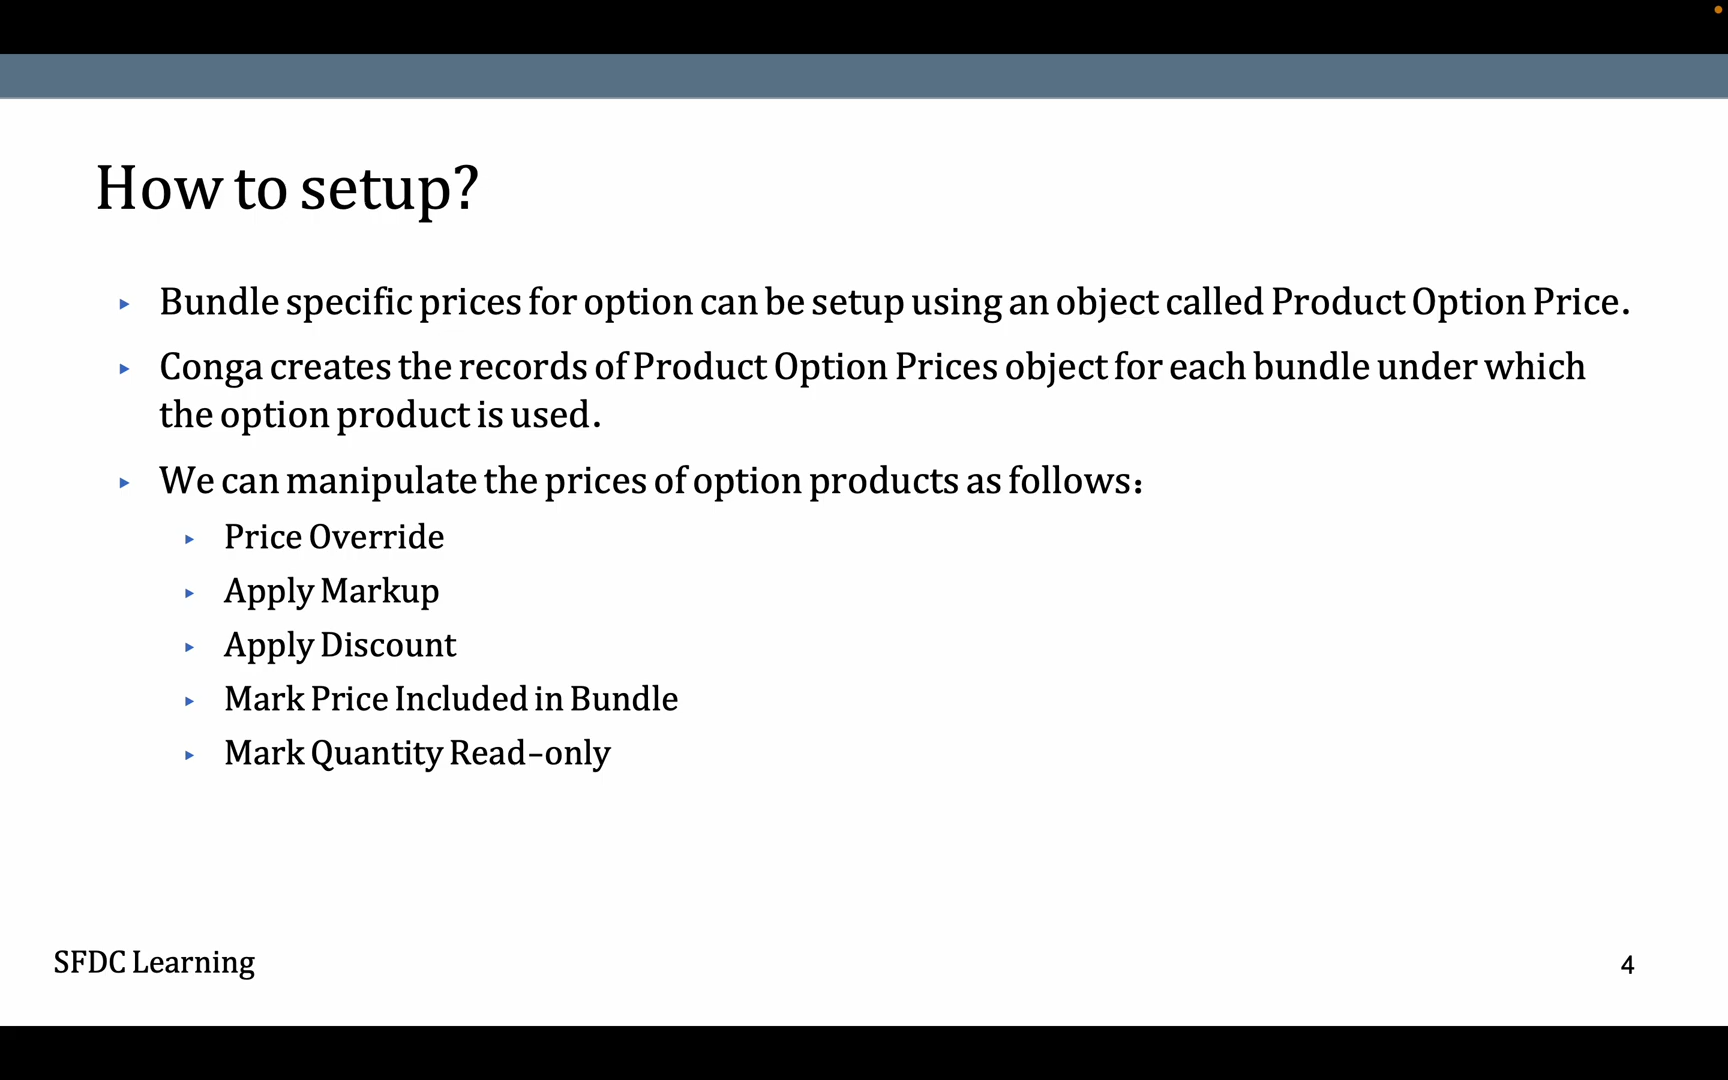 How to setup?
Bundle specific prices for option can be setup using an object called Product Option Price.
Conga creates the records of Product Option Prices object for each bundle under which
the option product is used.
We can manipulate the prices of option products as follows:
Price Override
Apply Markup
Apply Discount
Mark Price Included in Bundle
Mark Quantity Read-only
SFDC Learning
4